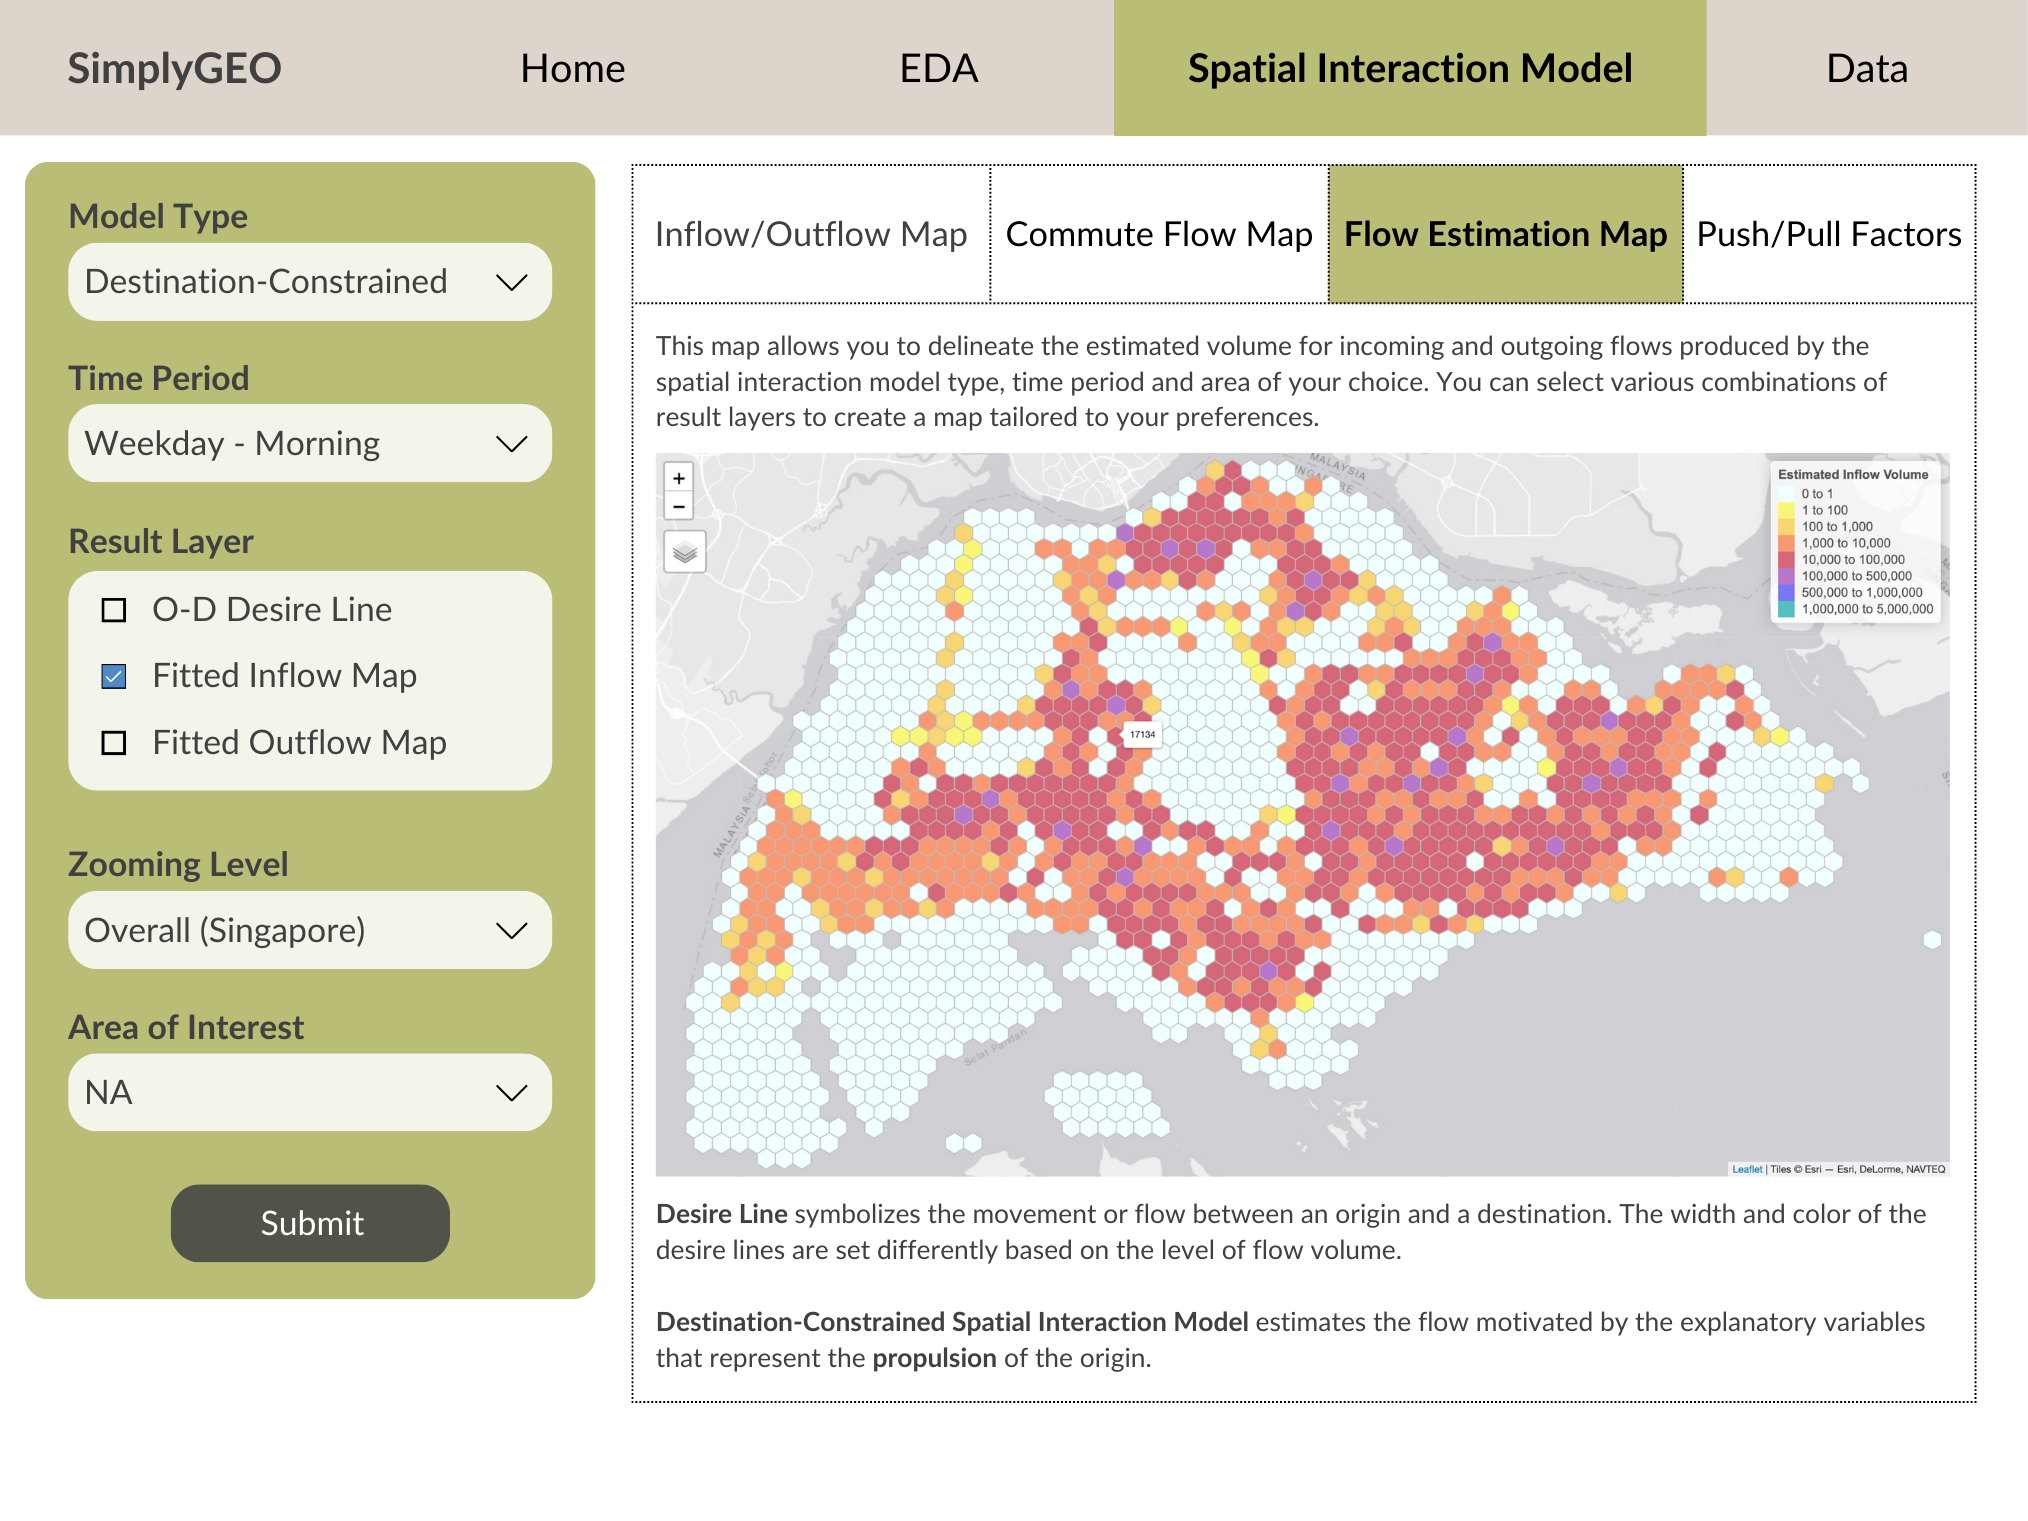 SimplyGEO
Home
EDA
Spatial Interaction Model
Data
Model Type
Destination-Constrained
Time Period
Weekday - Morning
Result Layer
O-D Desire Line
Fitted Inflow Map
Fitted Outflow Map
Zooming Level
Overall (Singapore)
Area of Interest
NA
Submit
Inflow/Outflow Map
Commute Flow Map
Flow Estimation Map
Push/Pull Factors
This map allows you to delineate the estimated volume for incoming and outgoing flows produced by the
spatial interaction model type, time period and area of your choice. You can select various combinations of
result layers to create a map tailored to your preferences.
+
−
MALAYSIA
Estimated Inflow Volume
0 to 1
1 to 100
100 to 1,000
1,000 to 10,000
10,000 to 100,000
100,000 to 500,000
500,000 to 1,000,000
1,000,000 to 5,000,000
17134
MALAYSIA
Selat Pandan
Leaflet | Tiles © Esri — Esri, DeLorme, NAVTEQ
Desire Line symbolizes the movement or flow between an origin and a destination. The width and color of the
desire lines are set differently based on the level of flow volume.
Destination-Constrained Spatial Interaction Model estimates the flow motivated by the explanatory variables
that represent the propulsion of the origin.